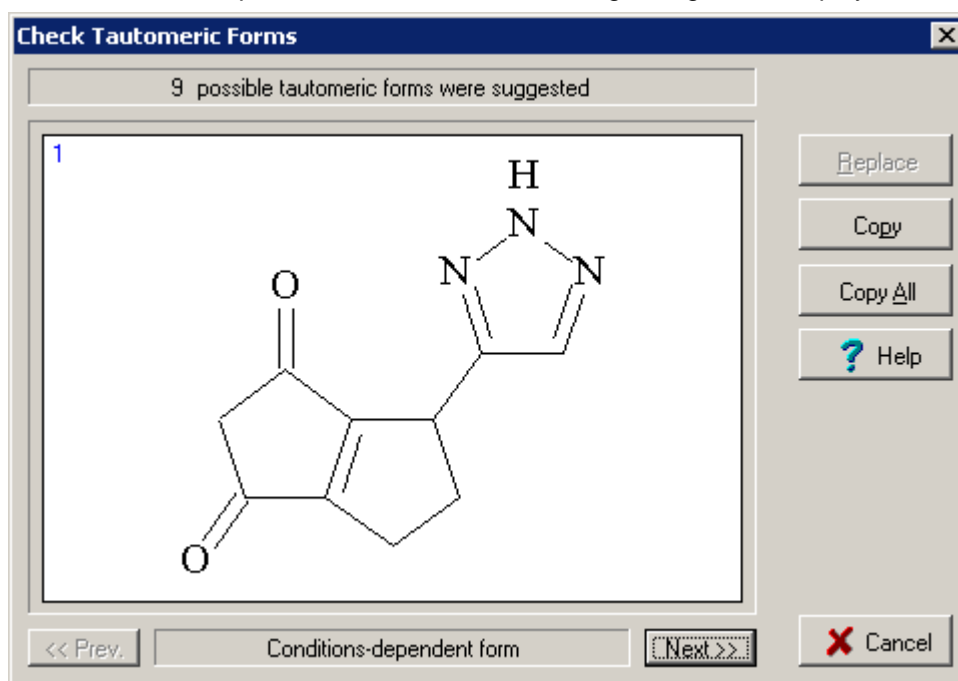 Check Tautomeric Forms
9 possible tautomeric forms were suggested
1
H
N
N
N
O
O
Replace
Copy
Copy All
? Help
<< Prev.
Conditions-dependent form
Next >>
Cancel